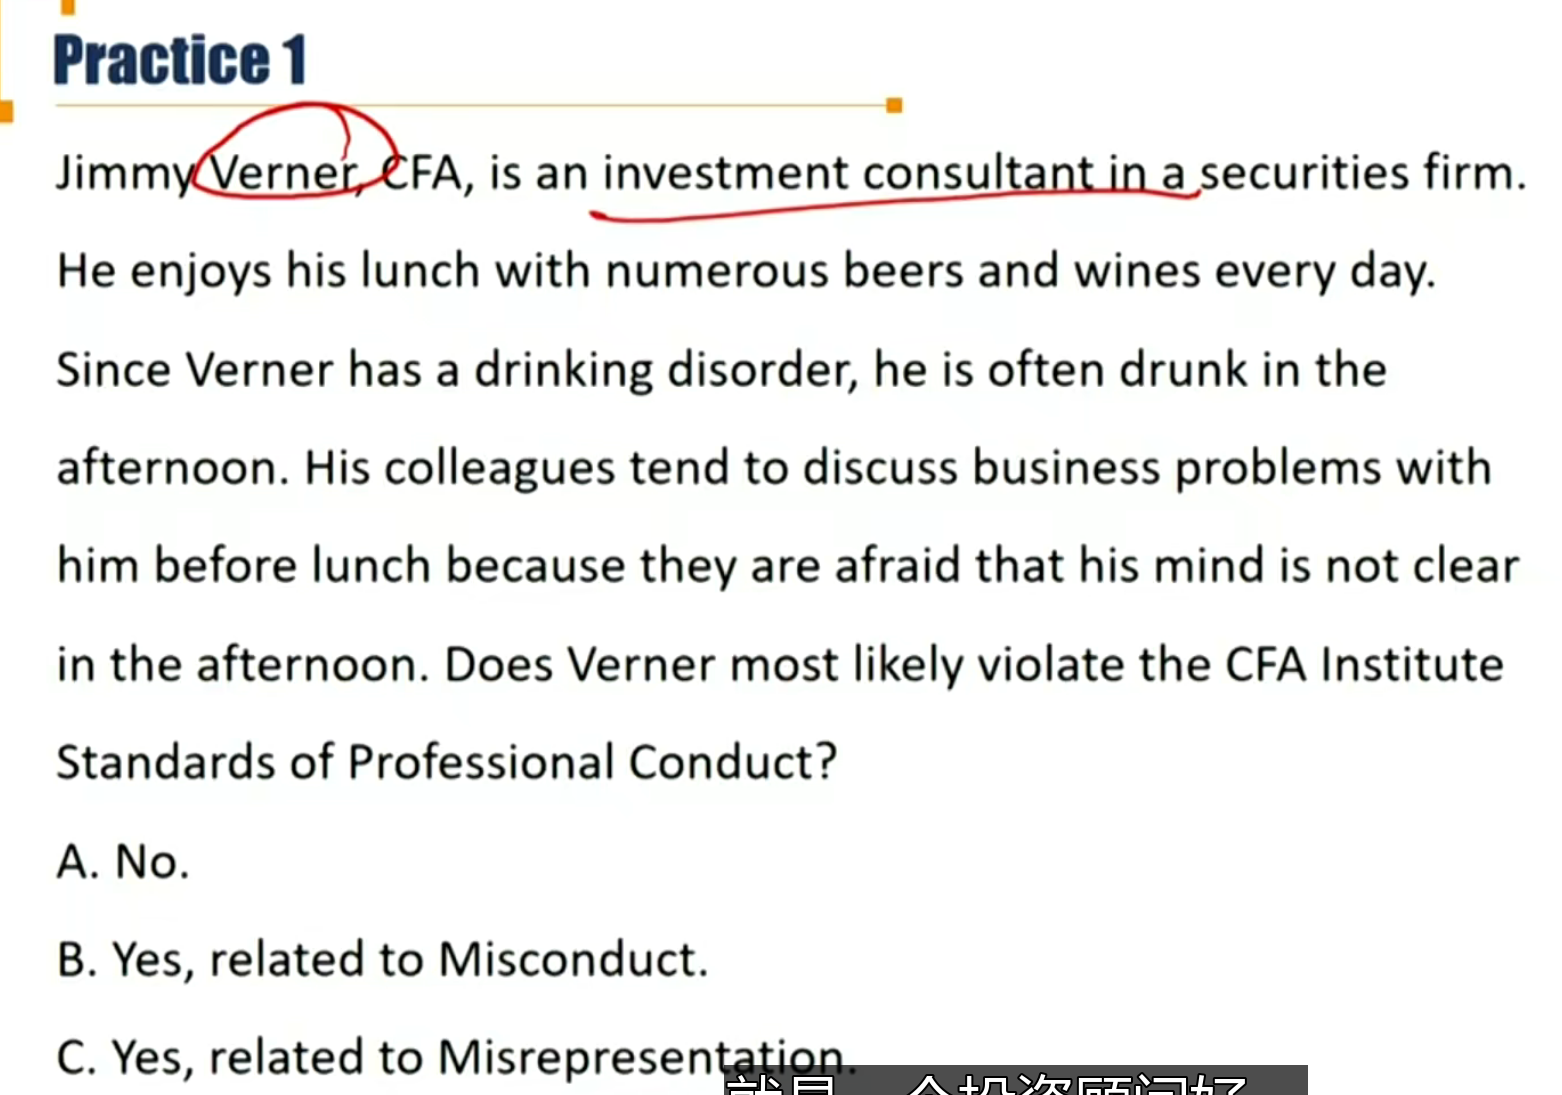 Practice 1
Jimmy Verner, CFA, is an investment consultant in a securities firm.
He enjoys his lunch with numerous beers and wines every day.
Since Verner has a drinking disorder, he is often drunk in the
afternoon. His colleagues tend to discuss business problems with
him before lunch because they are afraid that his mind is not clear
in the afternoon. Does Verner most likely violate the CFA Institute
Standards of Professional Conduct?
A. No.
B. Yes, related to Misconduct.
C. Yes, related to Misrepresentation.
就是一个投资顾问好